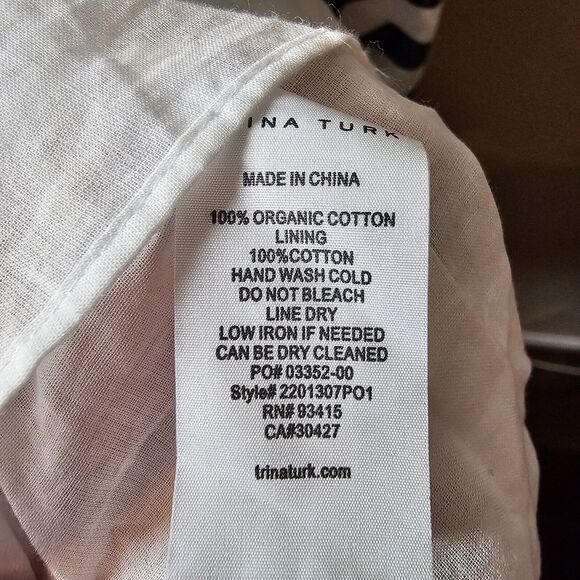 INA TURK
MADE IN CHINA
100% ORGANIC COTTON
LINING
100%COTTON
HAND WASH COLD
DO NOT BLEACH
LINE DRY
LOW IRON IF NEEDED
CAN BE DRY CLEANED
PO# 03352-00
Style# 2201307PO1
RN# 93415
CA#30427
trinaturk.com